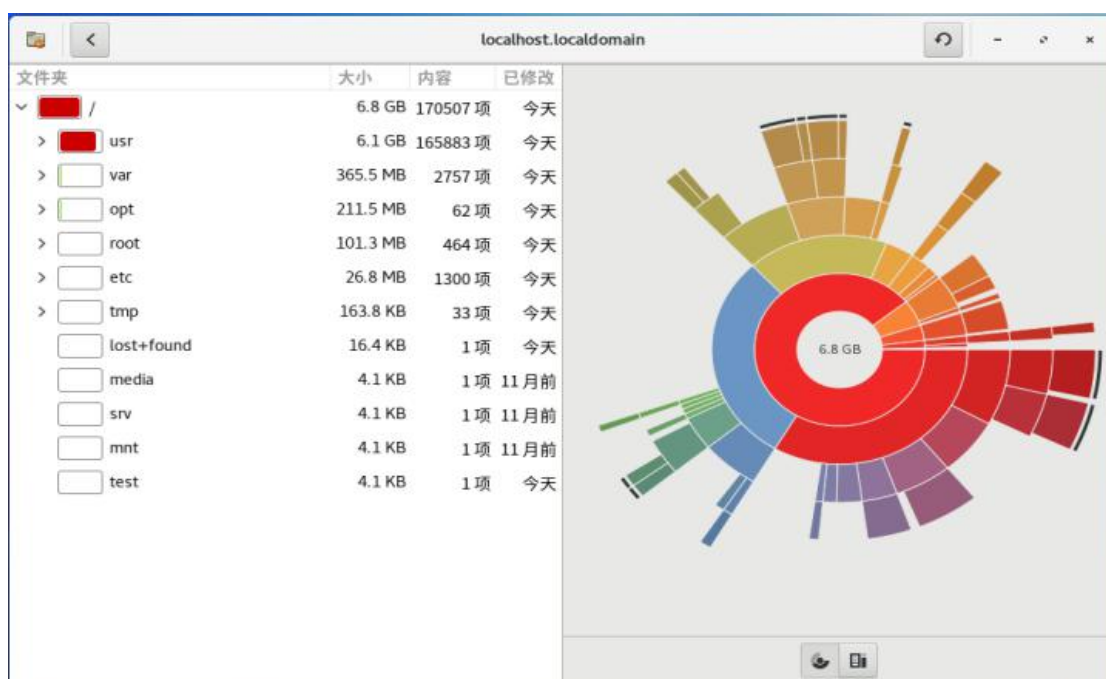 localhost.localdomain
文件夹 大小 内容 已修改
/ 6.8 GB 170507 项 今天
usr 6.1 GB 165883 项 今天
var 365.5 MB 2757 项 今天
opt 211.5 MB 62 项 今天
root 101.3 MB 464 项 今天
etc 26.8 MB 1300 项 今天
tmp 163.8 KB 33 项 今天
lost+found 16.4 KB 1 项 今天
media 4.1 KB 1 项 11 月前
srv 4.1 KB 1 项 11 月前
mnt 4.1 KB 1 项 11 月前
test 4.1 KB 1 项 今天
6.8 GB